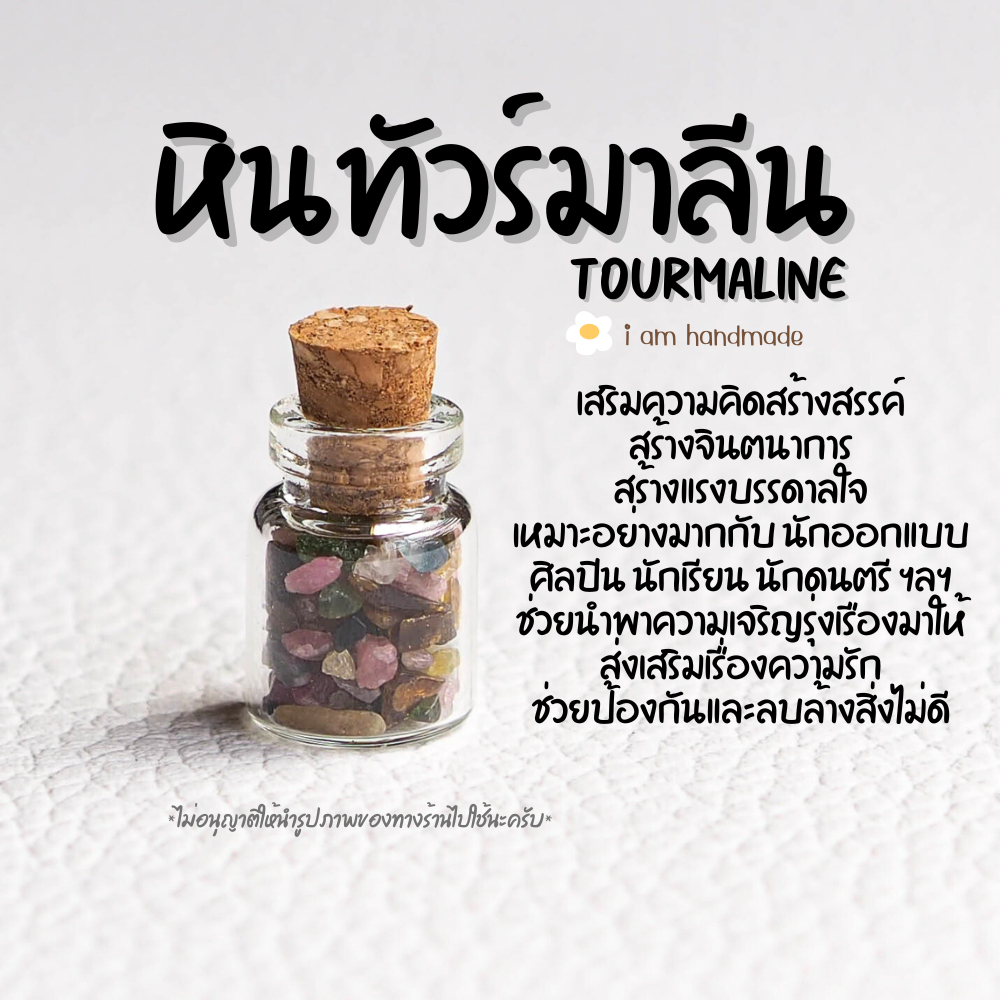 หินทัวร์มาลีน
TOURMALINE
i am handmade
เสริมความคิดสร้างสรรค์
สร้างจินตนาการ
สร้างแรงบรรดาลใจ
เหมาะอย่างมากกับ นักออกแบบ
ศิลปิน นักเรียน นักดนตรี ฯลฯ
ช่วยนำพาความเจริญรุ่งเรืองมาให้
ส่งเสริมเรื่องความรัก
ช่วยป้องกันและลบล้างสิ่งไม่ดี
*ไม่อนุญาติให้นำรูปภาพของทางร้านไปใช้นะครับ*